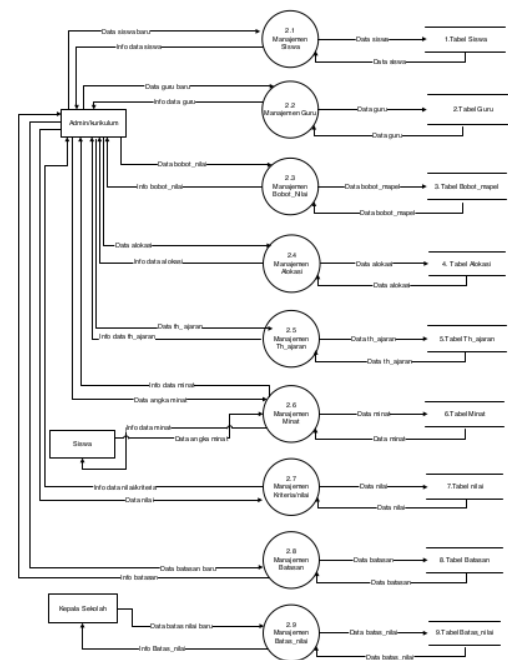 Data siswa baru
Info data siswa
2.1
Manajemen
Siswa
Data siswa
Data siswa
1.Tabel Siswa
Data guru baru
Info data guru
2.2
Manajemen Guru
Data guru
Data guru
2.Tabel Guru
Admin/kurikulum
Data bobot_nilai
Info bobot_nilai
2.3
Manajemen
Bobot_Nilai
Data bobot_mapel
Data bobot_mapel
3. Tabel Bobot_mapel
Data alokasi
Info data alokasi
2.4
Manajemen
Alokasi
Data alokasi
Data alokasi
4. Tabel Alokasi
Data th_ajaran
Info data th_ajaran
2.5
Manajemen
Th_ajaran
Data th_ajaran
Data th_ajaran
5.Tabel Th_ajaran
Info data minat
Data angka minat
2.6
Manajemen
Minat
Data minat
Data minat
6.Tabel Minat
Info data minat
Data angka minat
Siswa
Info data nilai/kriteria
Data nilai
2.7
Manajemen
Kriteria/nilai
Data nilai
Data nilai
7.Tabel nilai
Data batasan baru
Info batasan
2.8
Manajemen
Batasan
Data batasan
Data batasan
8.Tabel Batasan
Kepala Sekolah
Data batas nilai baru
Info Batas_nilai
2.9
Manajemen
Batas_nilai
Data batas_nilai
Data batas_nilai
9.Tabel Batas_nilai